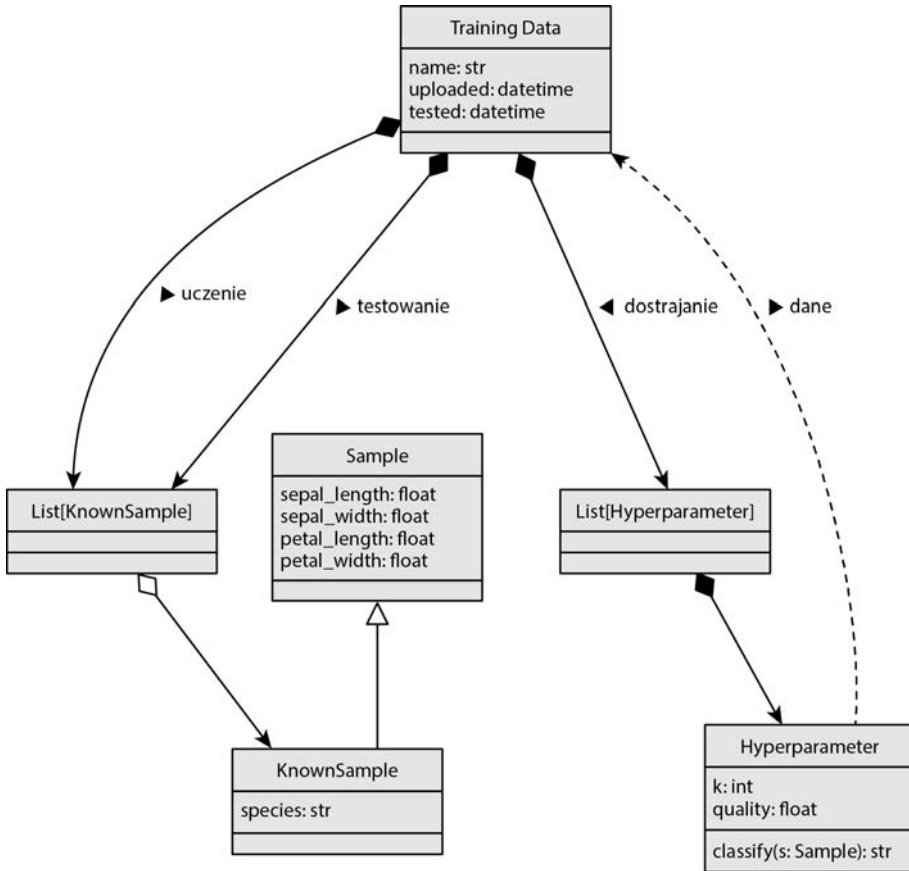 Training Data
name: str
uploaded: datetime
tested: datetime
uczenie
testowanie
dostrajanie
dane
Sample
sepal_length: float
sepal_width: float
petal_length: float
petal_width: float
List[KnownSample]
List[Hyperparameter]
KnownSample
species: str
Hyperparameter
k: int
quality: float
classify(s: Sample): str